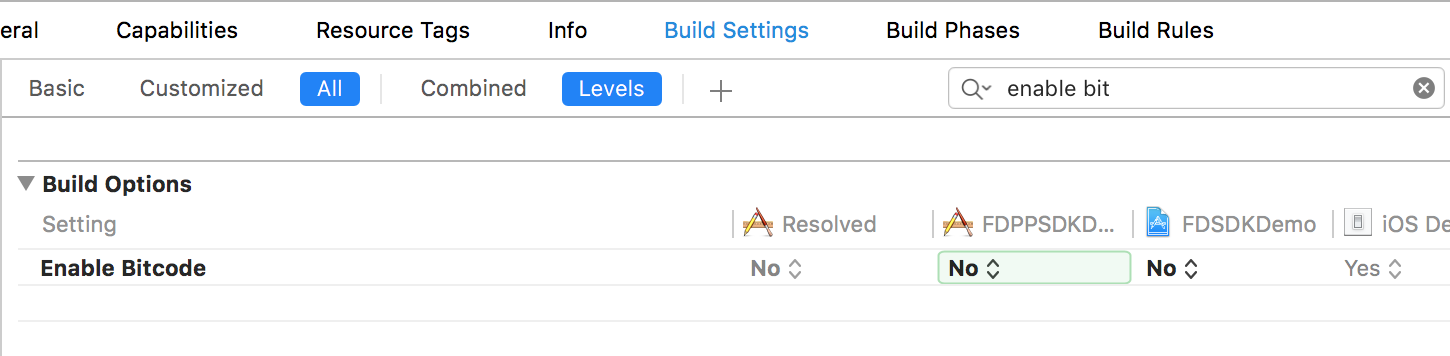 eral Capabilities Resource Tags Info Build Settings Build Phases Build Rules
Basic Customized All Combined Levels + enable bit
Build Options
Setting Resolved FDPPSDKD... FDSDKDemo iOS De
Enable Bitcode No No No Yes